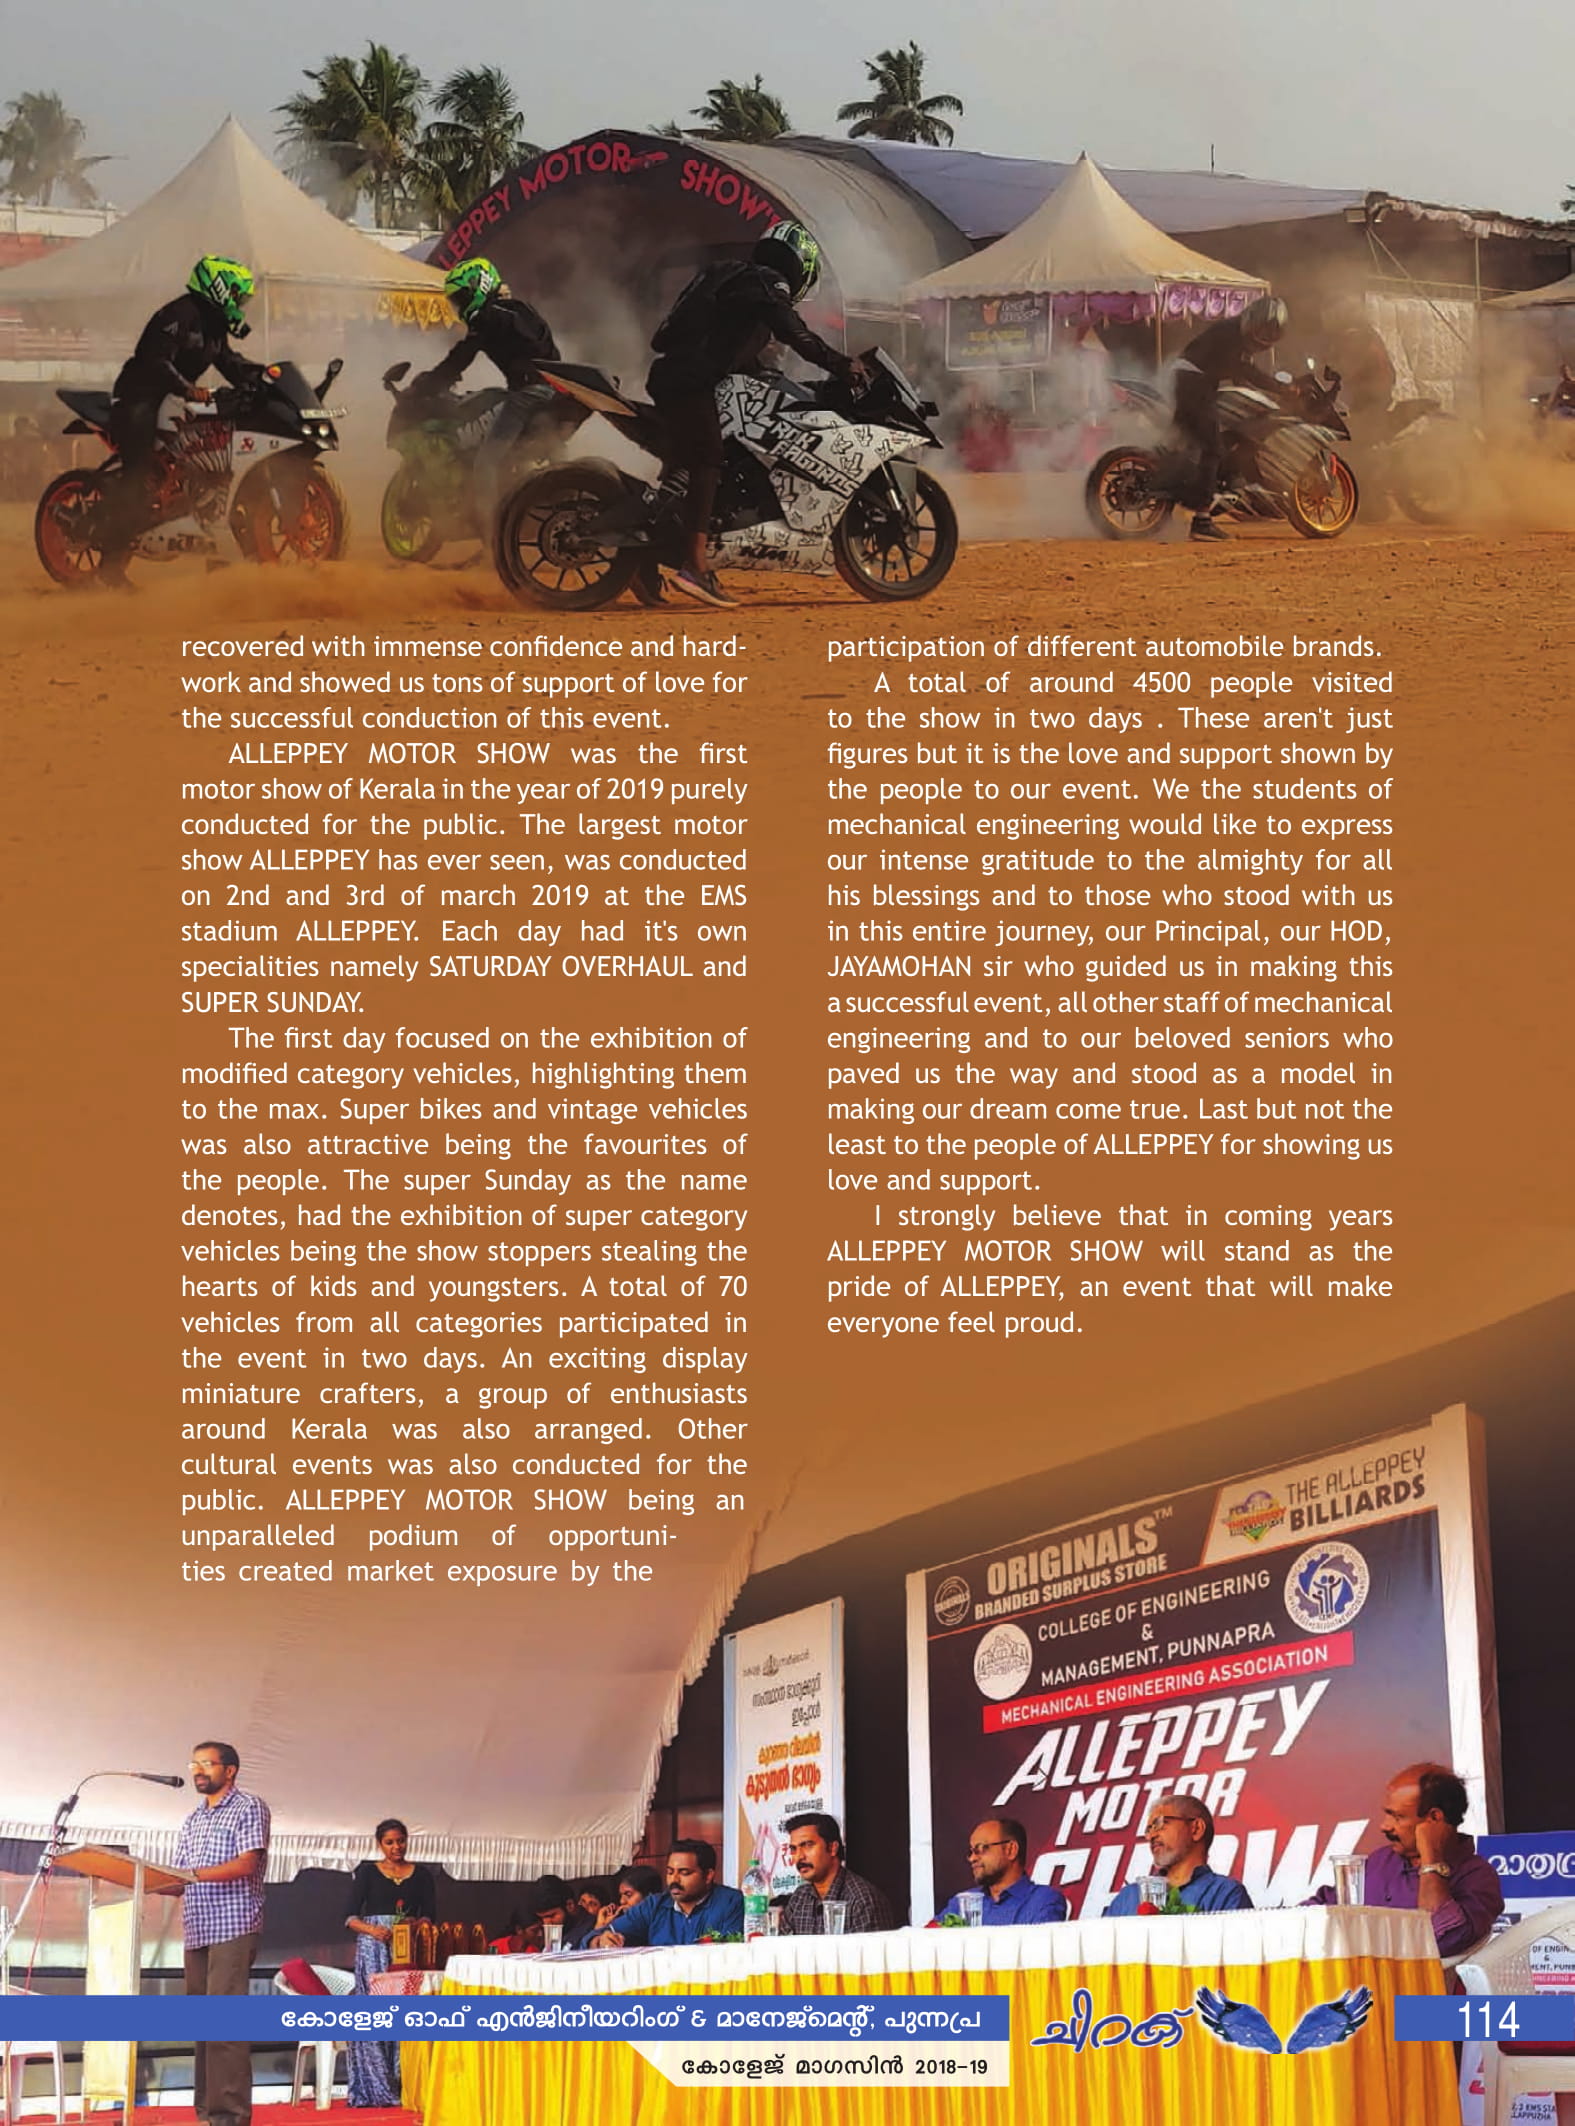 ALLEPPEY MOTOR SHOW'
recovered with immense confidence and hard-
work and showed us tons of support of love for
the successful conduction of this event.
ALLEPPEY MOTOR SHOW was the first
motor show of Kerala in the year of 2019 purely
conducted for the public. The largest motor
show ALLEPPEY has ever seen, was conducted
on 2nd and 3rd of march 2019 at the EMS
stadium ALLEPPEY. Each day had it's own
specialities namely SATURDAY OVERHAUL and
SUPER SUNDAY.
The first day focused on the exhibition of
modified category vehicles, highlighting them
to the max. Super bikes and vintage vehicles
was also attractive being the favourites of
the people. The super Sunday as the name
denotes, had the exhibition of super category
vehicles being the show stoppers stealing the
hearts of kids and youngsters. A total of 70
vehicles from all categories participated in
the event in two days. An exciting display
miniature crafters, a group of enthusiasts
around Kerala was also arranged. Other
cultural events was also conducted for the
public. ALLEPPEY MOTOR SHOW being an
unparalleled podium of opportuni-
ties created market exposure by the
participation of different automobile brands.
A total of around 4500 people visited
to the show in two days . These aren't just
figures but it is the love and support shown by
the people to our event. We the students of
mechanical engineering would like to express
our intense gratitude to the almighty for all
his blessings and to those who stood with us
in this entire journey, our Principal, our HOD,
JAYAMOHAN sir who guided us in making this
a successful event, all other staff of mechanical
engineering and to our beloved seniors who
paved us the way and stood as a model in
making our dream come true. Last but not the
least to the people of ALLEPPEY for showing us
love and support.
I strongly believe that in coming years
ALLEPPEY MOTOR SHOW will stand as the
pride of ALLEPPEY, an event that will make
everyone feel proud.
THE ALLEPPEY
BILLIARDS
ORIGINALS™
BRANDED SURPLUS STORE
COLLEGE OF ENGINEERING
&
MANAGEMENT, PUNNAPRA
MECHANICAL ENGINEERING ASSOCIATION
ALLEPPEY
MOTOR
SHOW
സംസ്ഥാന ഭാഗ്യക്കുറി
ഇപ്പോൾ
കുറഞ്ഞ വിലയിൽ
കൂടുതൽ ഭാഗ്യം
കോളേജ് ഓഫ് എൻജിനീയറിംഗ് & മാനേജ്മെന്റ്, പുന്നപ്ര
ചിറക്
114
കോളേജ് മാഗസിൻ 2018-19